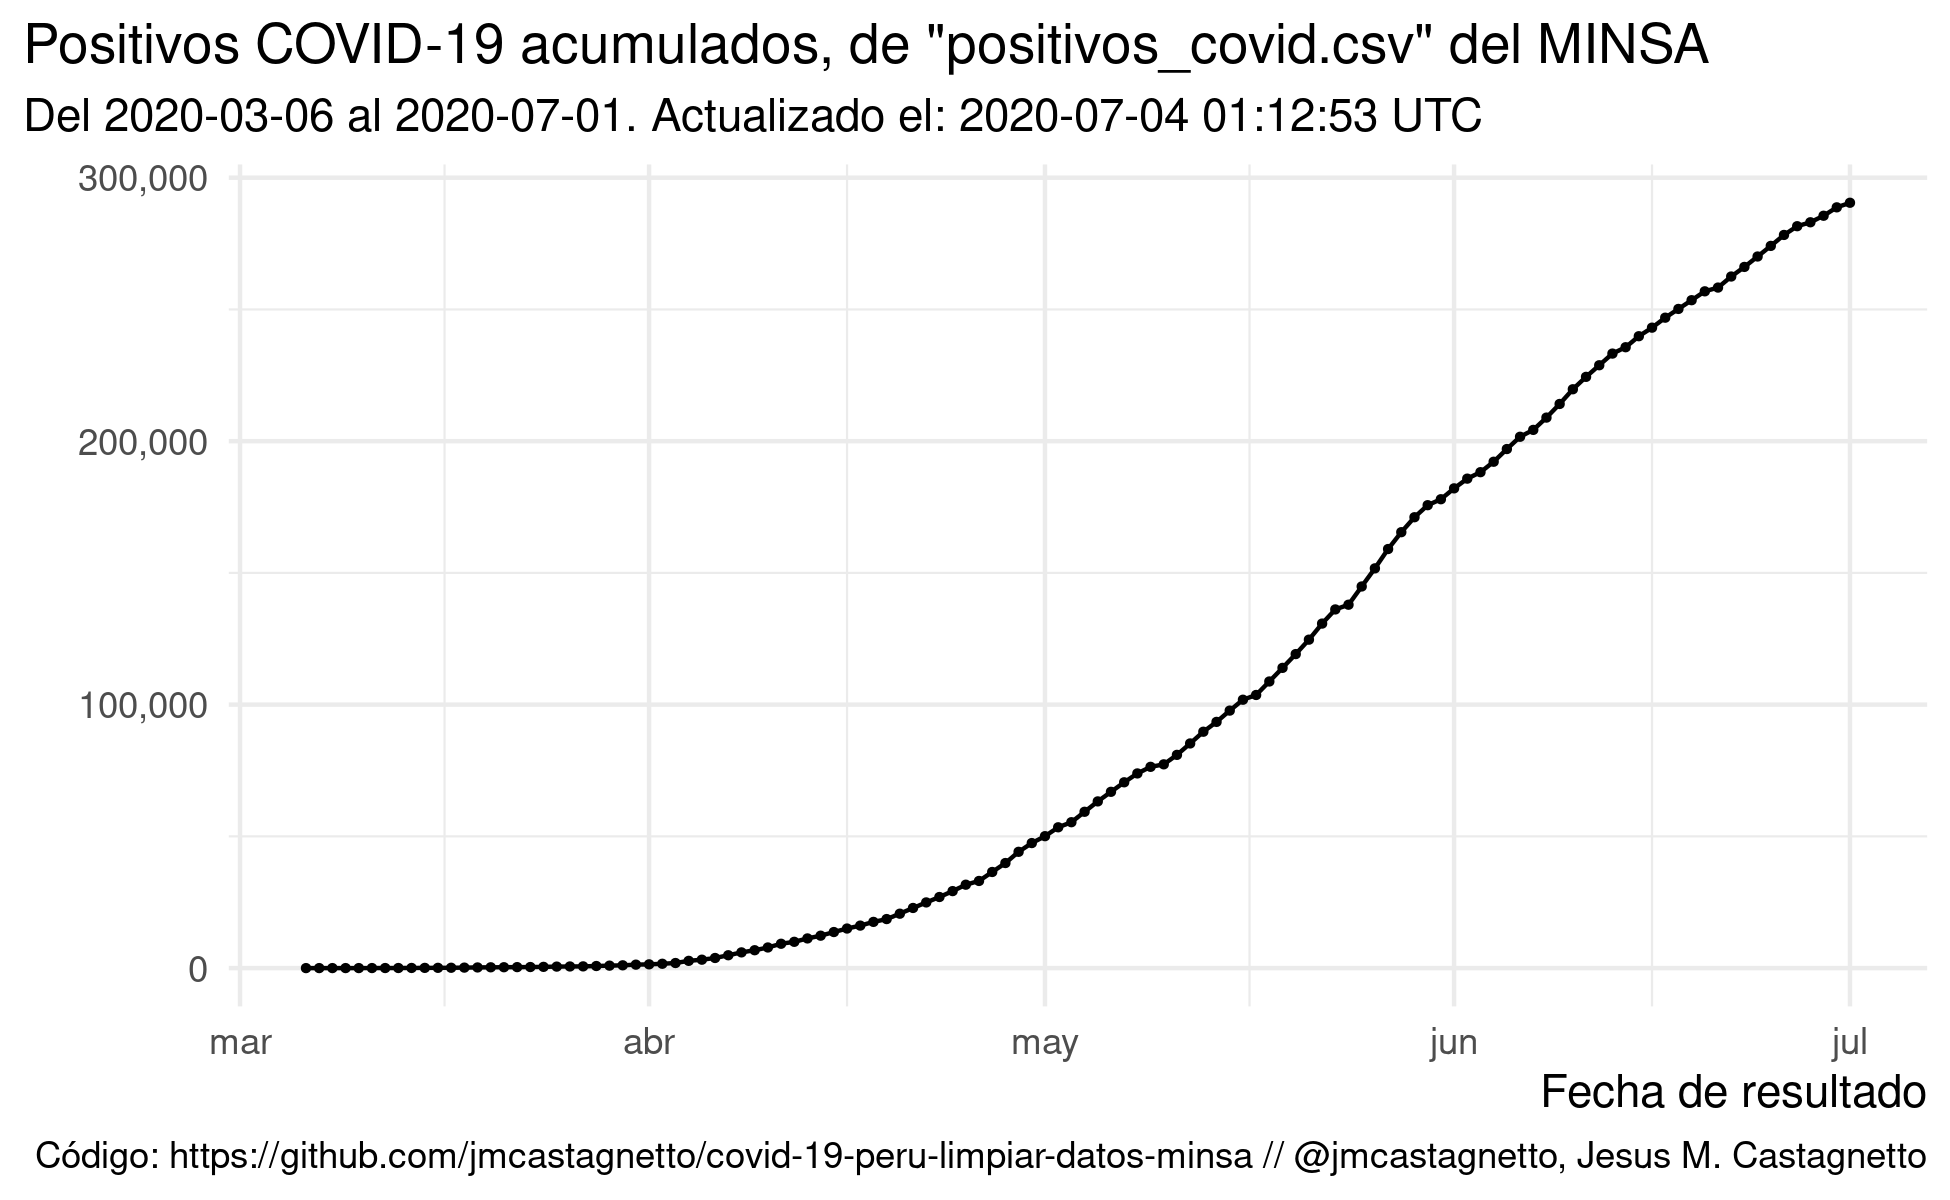 Positivos COVID-19 acumulados, de "positivos_covid.csv" del MINSA
Del 2020-03-06 al 2020-07-01. Actualizado el: 2020-07-04 01:12:53 UTC
300,000
200,000
100,000
0
mar abr may jun jul
Fecha de resultado
Código: https://github.com/jmcastagnetto/covid-19-peru-limpiar-datos-minsa // @jmcastagnetto, Jesus M. Castagnetto